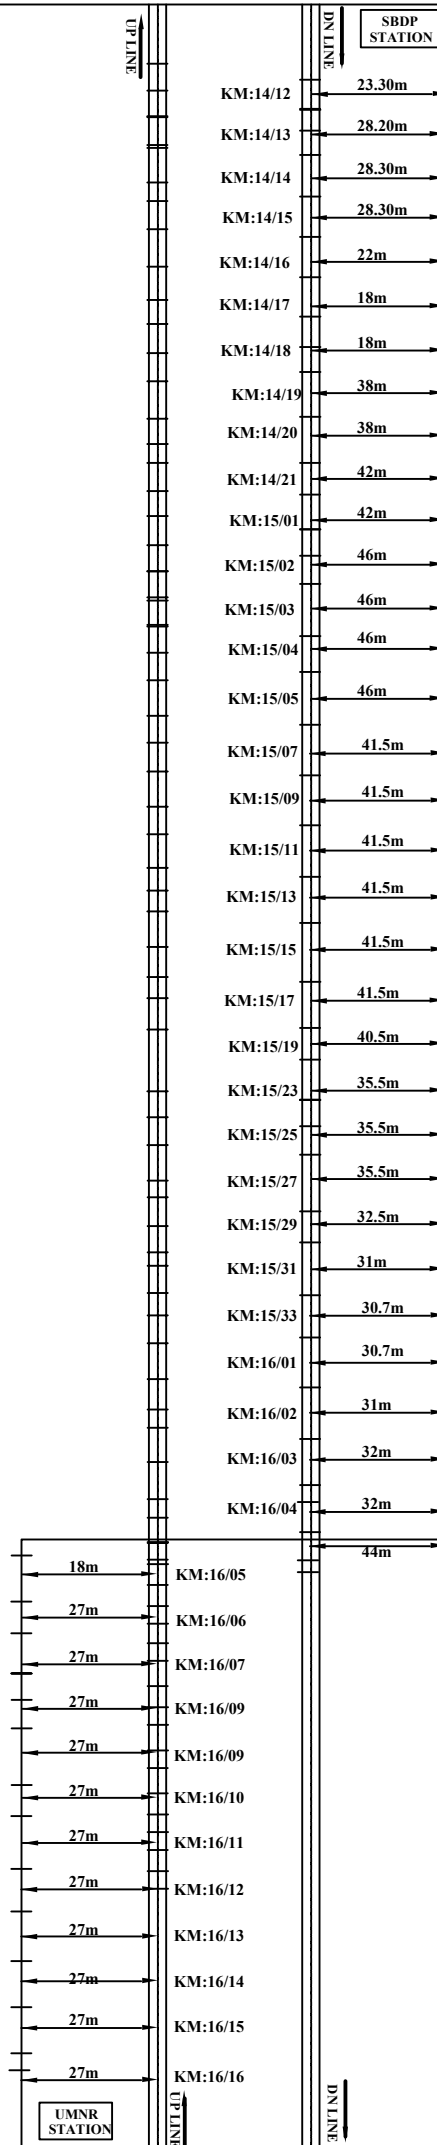 UP LINE
DN LINE
SBDP
STATION
KM:14/12 23.30m
KM:14/13 28.20m
KM:14/14 28.30m
KM:14/15 28.30m
KM:14/16 22m
KM:14/17 18m
KM:14/18 18m
KM:14/19 38m
KM:14/20 38m
KM:14/21 42m
KM:15/01 42m
KM:15/02 46m
KM:15/03 46m
KM:15/04 46m
KM:15/05 46m
KM:15/07 41.5m
KM:15/09 41.5m
KM:15/11 41.5m
KM:15/13 41.5m
KM:15/15 41.5m
KM:15/17 41.5m
KM:15/19 40.5m
KM:15/23 35.5m
KM:15/25 35.5m
KM:15/27 35.5m
KM:15/29 32.5m
KM:15/31 31m
KM:15/33 30.7m
KM:16/01 30.7m
KM:16/02 31m
KM:16/03 32m
KM:16/04 32m
44m
18m KM:16/05
27m KM:16/06
27m KM:16/07
27m KM:16/09
27m KM:16/09
27m KM:16/10
27m KM:16/11
27m KM:16/12
27m KM:16/13
27m KM:16/14
27m KM:16/15
27m KM:16/16
UMNR
STATION
UP LINE
DN LINE